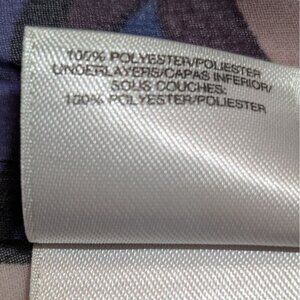 100% POLYESTER/POLIESTER
UNDERLAYERS/CAPAS INFERIOR/
SOUS COUCHES:
100% POLYESTER/POLIESTER